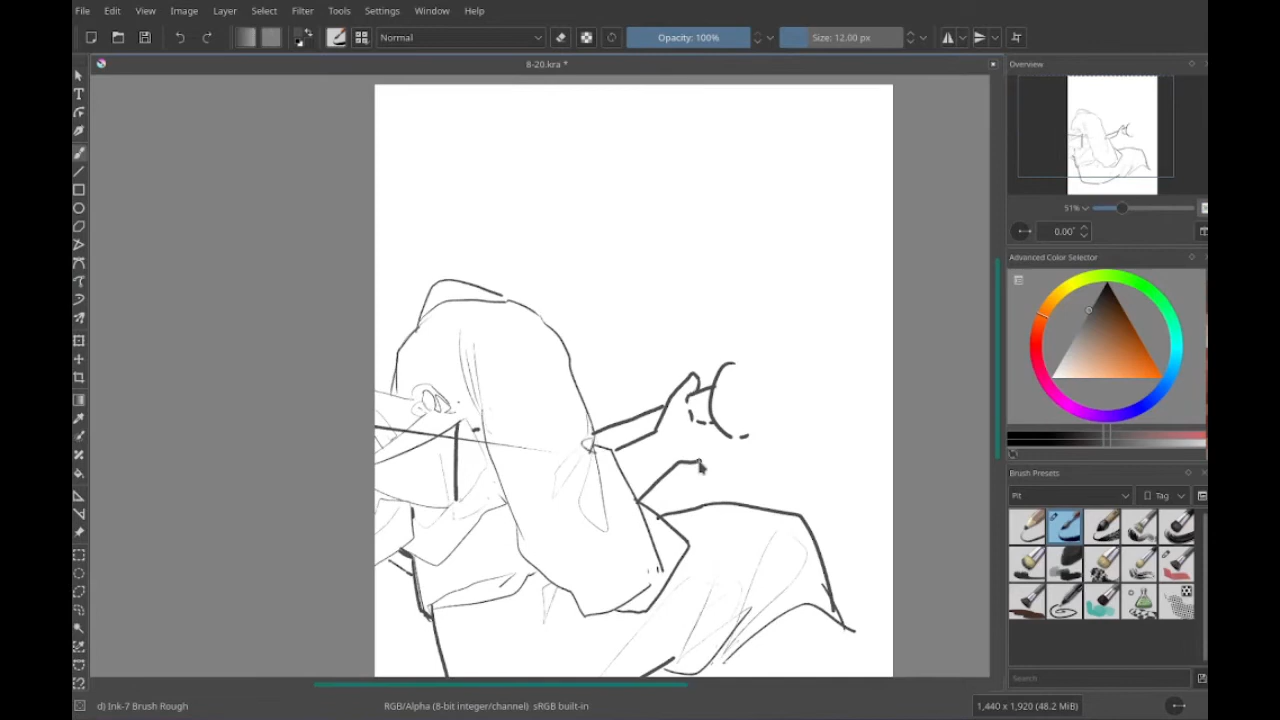 File Edit View Image Layer Select Filter Tools Settings Window Help
Normal Opacity: 100% Size: 12.00 px
8-20.kra *
Overview
51%
0.00°
Advanced Color Selector
Brush Presets
Pit Tag
Search
d) Ink-7 Brush Rough RGB/Alpha (8-bit integer/channel) sRGB built-in 1,440 x 1,920 (48.2 MiB)